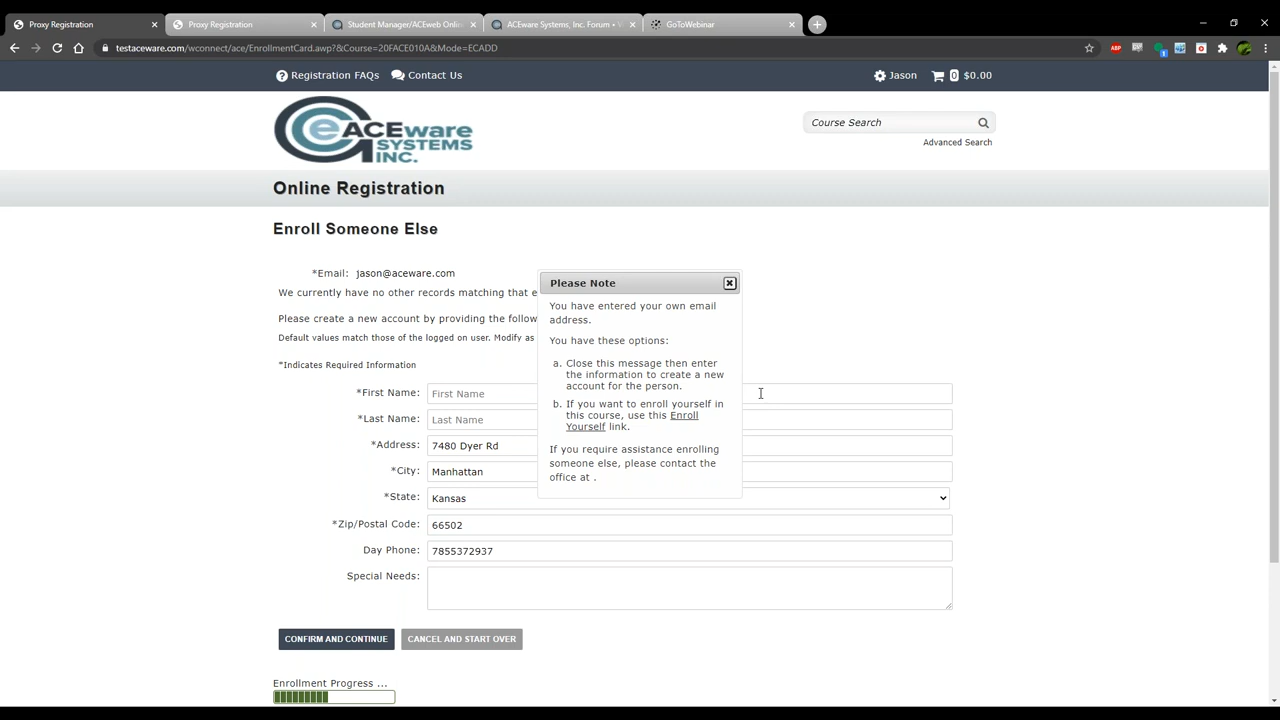 Proxy Registration
Proxy Registration
Student Manager/ACEweb Onlin
ACEware Systems, Inc. Forum •
GoToWebinar
testaceware.com/wconnect/ace/EnrollmentCard.awp?&Course=20FACE010A&Mode=ECADD
ABP
1
Registration FAQs
Contact Us
Jason
0 $0.00
eACEware
SYSTEMS
INC.
Course Search
Advanced Search
Online Registration
Enroll Someone Else
*Email: jason@aceware.com
We currently have no other records matching that e
Please create a new account by providing the follow
Default values match those of the logged on user. Modify as
*Indicates Required Information
*First Name: First Name
*Last Name: Last Name
*Address: 7480 Dyer Rd
*City: Manhattan
*State: Kansas
*Zip/Postal Code: 66502
Day Phone: 7855372937
Special Needs:
Please Note
You have entered your own email
address.
You have these options:
a. Close this message then enter
the information to create a new
account for the person.
b. If you want to enroll yourself in
this course, use this Enroll
Yourself link.
If you require assistance enrolling
someone else, please contact the
office at .
CONFIRM AND CONTINUE
CANCEL AND START OVER
Enrollment Progress ...